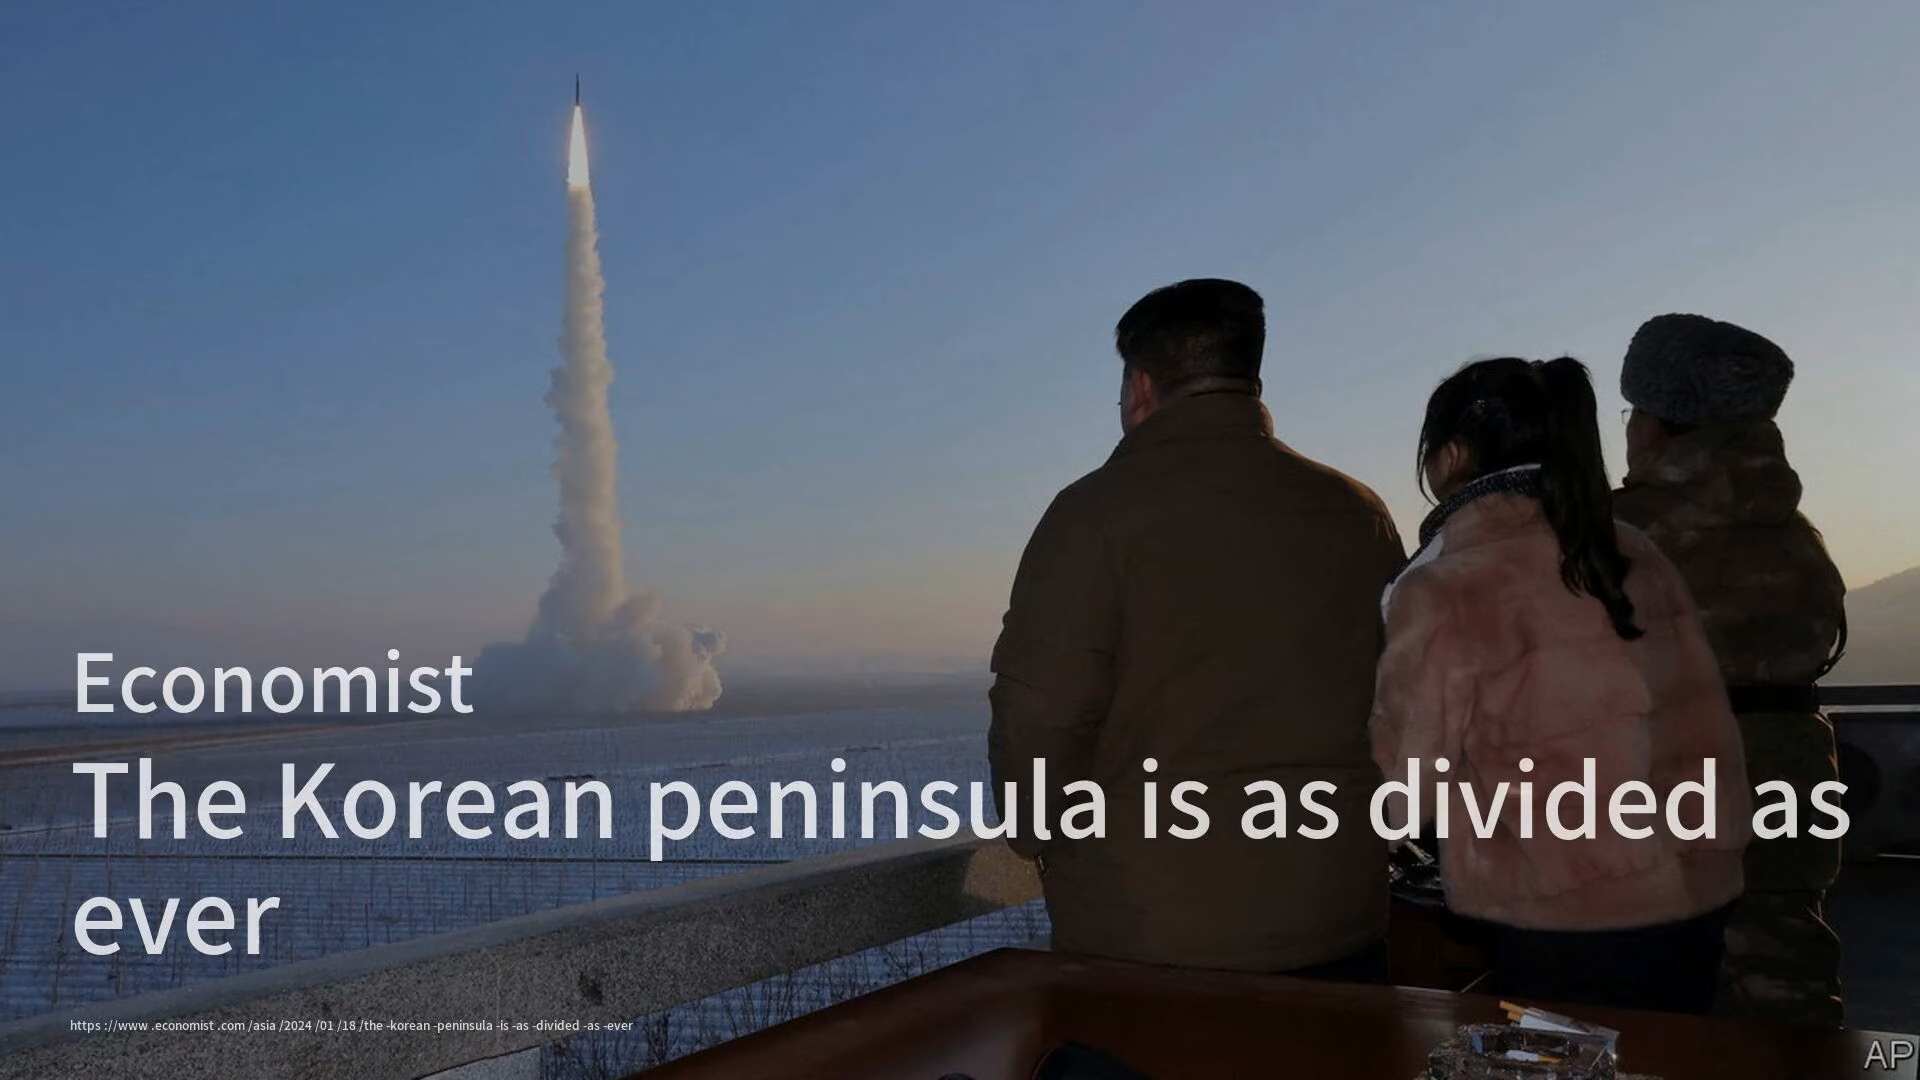 Economist
The Korean peninsula is as divided as
ever
https://www.economist.com/asia/2024/01/18/the-korean-peninsula-is-as-divided-as-ever
AP